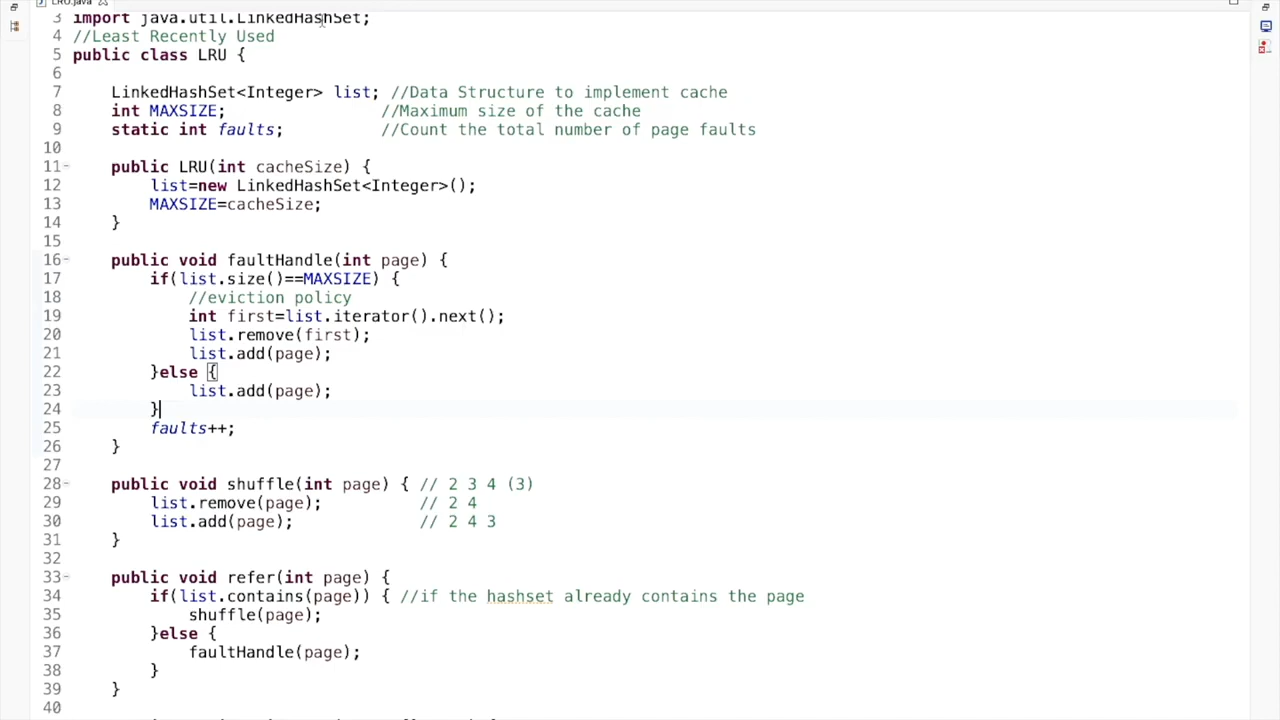 LRU.java
3 import java.util.LinkedHashSet;
4 //Least Recently Used
5 public class LRU {
6
7 LinkedHashSet<Integer> list; //Data Structure to implement cache
8 int MAXSIZE; //Maximum size of the cache
9 static int faults; //Count the total number of page faults
10
11 public LRU(int cacheSize) {
12 list=new LinkedHashSet<Integer>();
13 MAXSIZE=cacheSize;
14 }
15
16 public void faultHandle(int page) {
17 if(list.size()==MAXSIZE) {
18 //eviction policy
19 int first=list.iterator().next();
20 list.remove(first);
21 list.add(page);
22 }else {
23 list.add(page);
24 }
25 faults++;
26 }
27
28 public void shuffle(int page) { // 2 3 4 (3)
29 list.remove(page); // 2 4
30 list.add(page); // 2 4 3
31 }
32
33 public void refer(int page) {
34 if(list.contains(page)) { //if the hashset already contains the page
35 shuffle(page);
36 }else {
37 faultHandle(page);
38 }
39 }
40